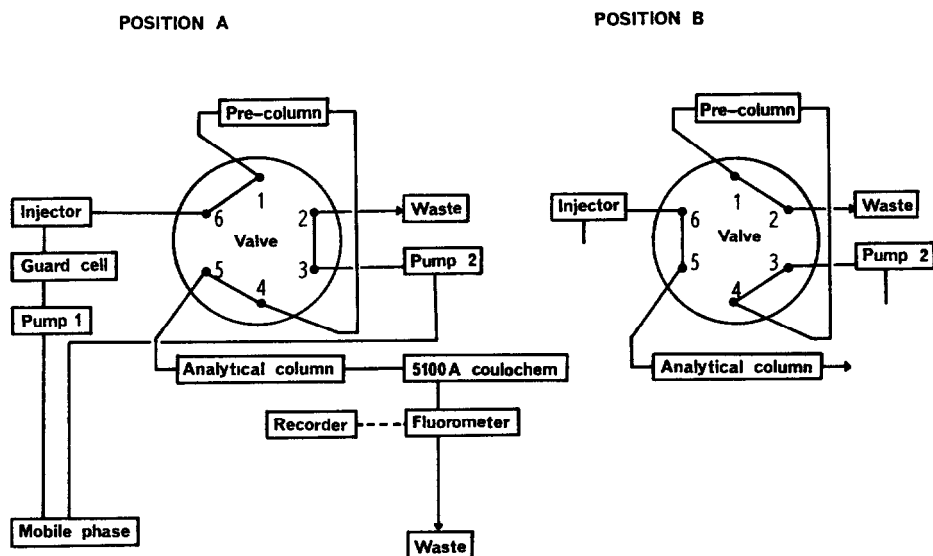 POSITION A
POSITION B
Pre-column
Injector
Guard cell
Pump 1
Mobile phase
1
2
3
4
5
6
Valve
Waste
Pump 2
Analytical column
5100A coulochem
Recorder
Fluorometer
Waste
Pre-column
Injector
1
2
3
4
5
6
Valve
Waste
Pump 2
Analytical column